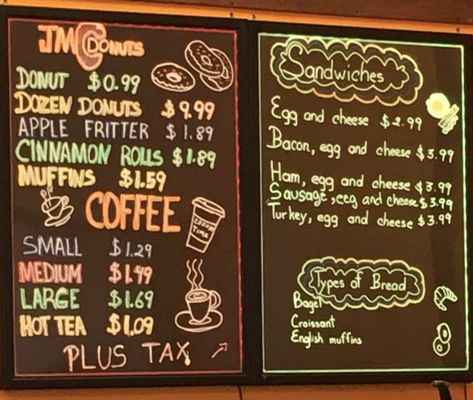 JMC DONUTS
DONUT $0.99
DOZEN DONUTS $9.99
APPLE FRITTER $1.89
CINNAMON ROLLS $1.89
MUFFINS $1.59
COFFEE
COFFEE
TIME
SMALL $1.29
MEDIUM $1.49
LARGE $1.69
HOT TEA $1.09
PLUS TAX
Sandwiches
Egg and cheese $2.99
Bacon, egg and cheese $3.99
Ham, egg and cheese $3.99
Sausage, eeg and cheese $3.99
Turkey, egg and cheese $3.99
Types of Bread
Bagel
Croissant
English muffins